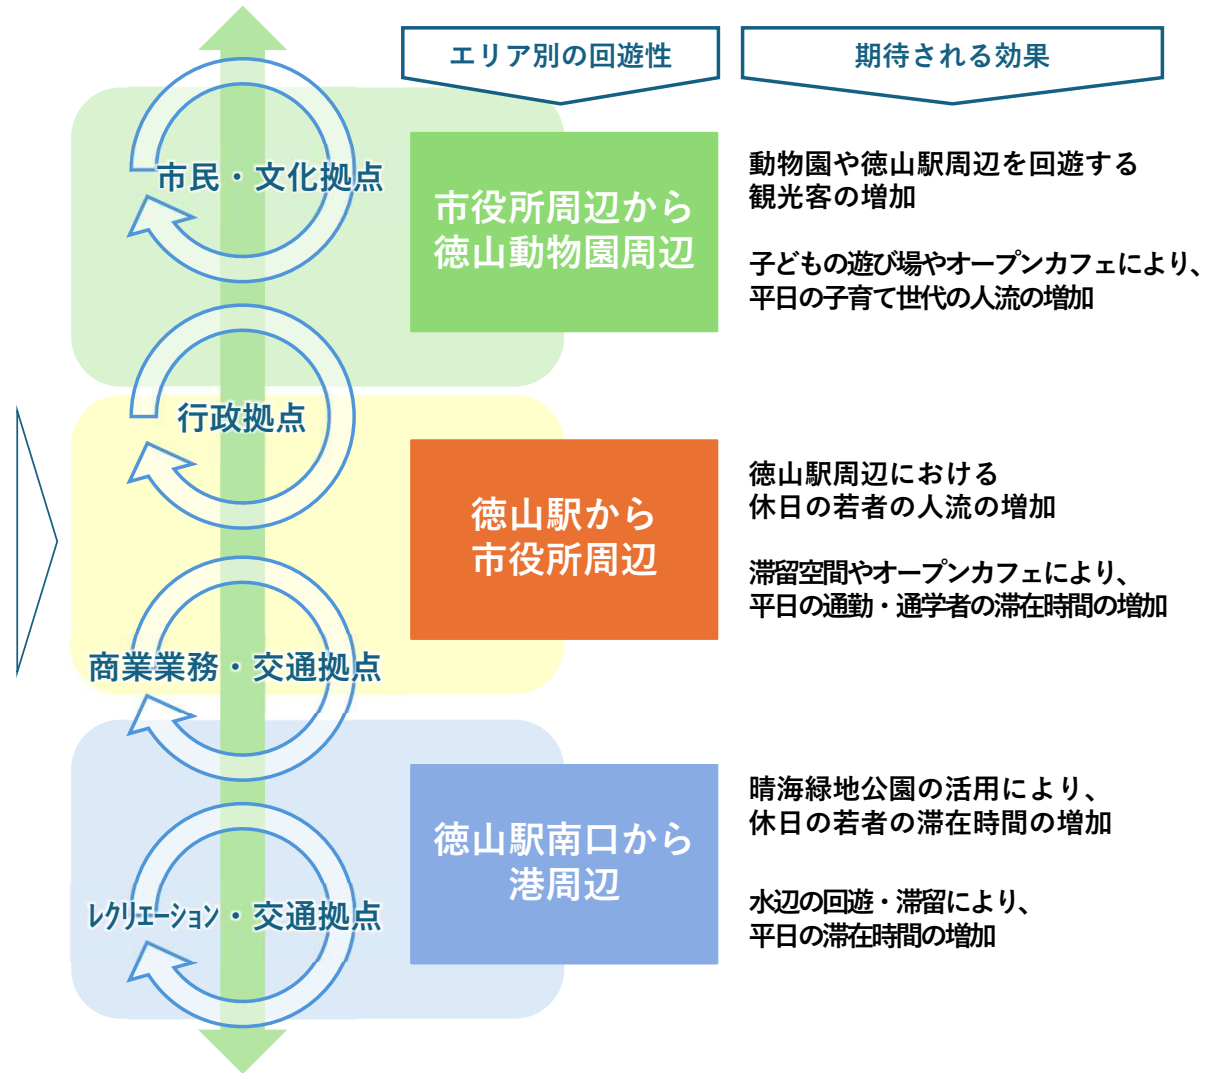 エリア別の回遊性
期待される効果
市民・文化拠点
市役所周辺から
徳山動物園周辺
動物園や徳山駅周辺を回遊する
観光客の増加
子どもの遊び場やオープンカフェにより、
平日の子育て世代の人流の増加
行政拠点
徳山駅から
市役所周辺
徳山駅周辺における
休日の若者の人流の増加
滞留空間やオープンカフェにより、
平日の通勤・通学者の滞在時間の増加
商業業務・交通拠点
徳山駅南口から
港周辺
晴海緑地公園の活用により、
休日の若者の滞在時間の増加
水辺の回遊・滞留により、
平日の滞在時間の増加
ﾚｸﾘｴｰｼｮﾝ・交通拠点